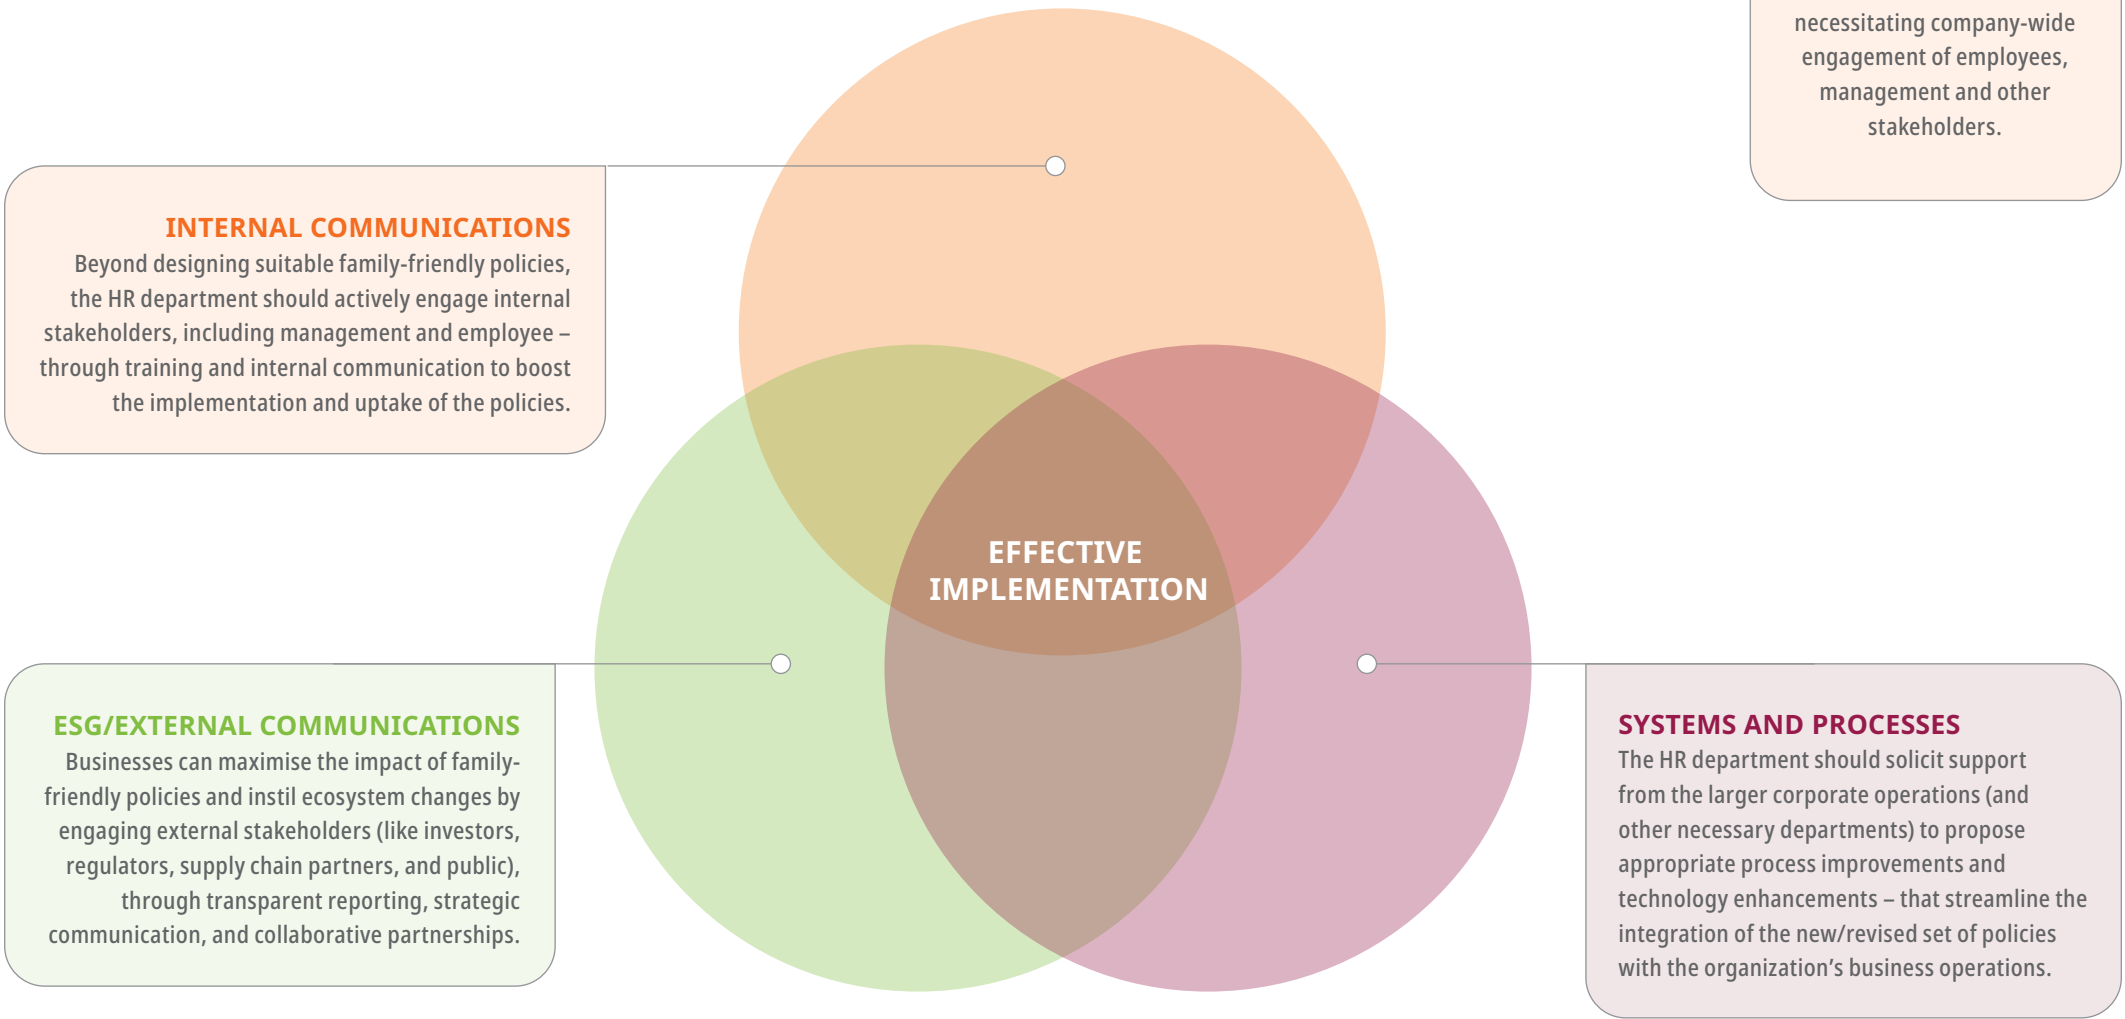 necessitating company-wide
engagement of employees,
management and other
stakeholders.
INTERNAL COMMUNICATIONS
Beyond designing suitable family-friendly policies,
the HR department should actively engage internal
stakeholders, including management and employee –
through training and internal communication to boost
the implementation and uptake of the policies.
EFFECTIVE
IMPLEMENTATION
ESG/EXTERNAL COMMUNICATIONS
Businesses can maximise the impact of family-
friendly policies and instil ecosystem changes by
engaging external stakeholders (like investors,
regulators, supply chain partners, and public),
through transparent reporting, strategic
communication, and collaborative partnerships.
SYSTEMS AND PROCESSES
The HR department should solicit support
from the larger corporate operations (and
other necessary departments) to propose
appropriate process improvements and
technology enhancements – that streamline the
integration of the new/revised set of policies
with the organization’s business operations.